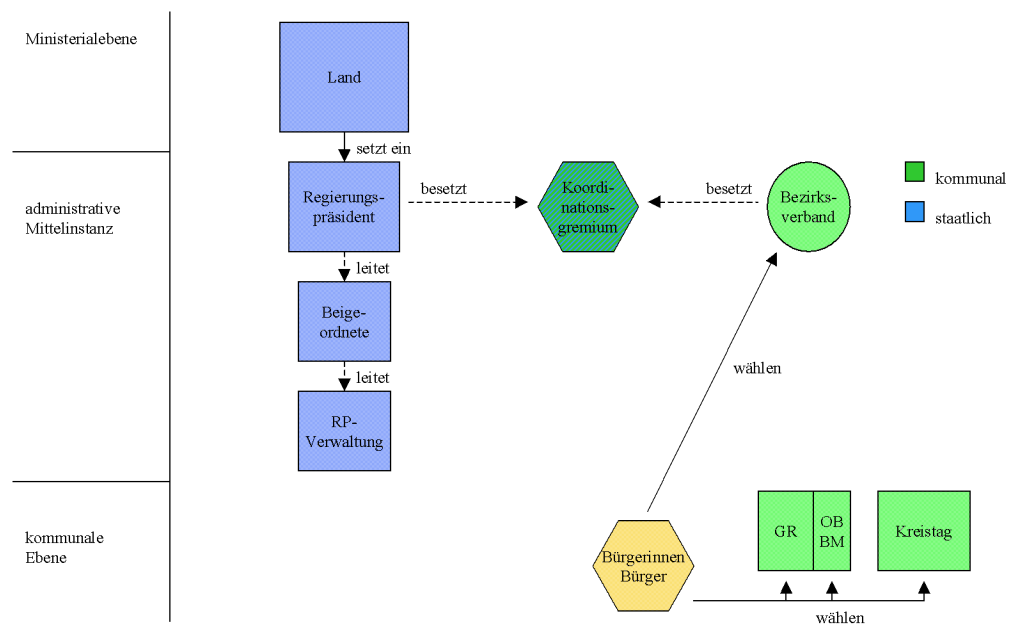 Ministerialebene
Land
setzt ein
administrative
Mittelinstanz
Regierungs-
präsident
besetzt
Koordi-
nations-
gremium
besetzt
Bezirks-
verband
kommunal
staatlich
leitet
Beige-
ordnete
leitet
RP-
Verwaltung
wählen
kommunale
Ebene
Bürgerinnen
Bürger
GR
OB
BM
Kreistag
wählen